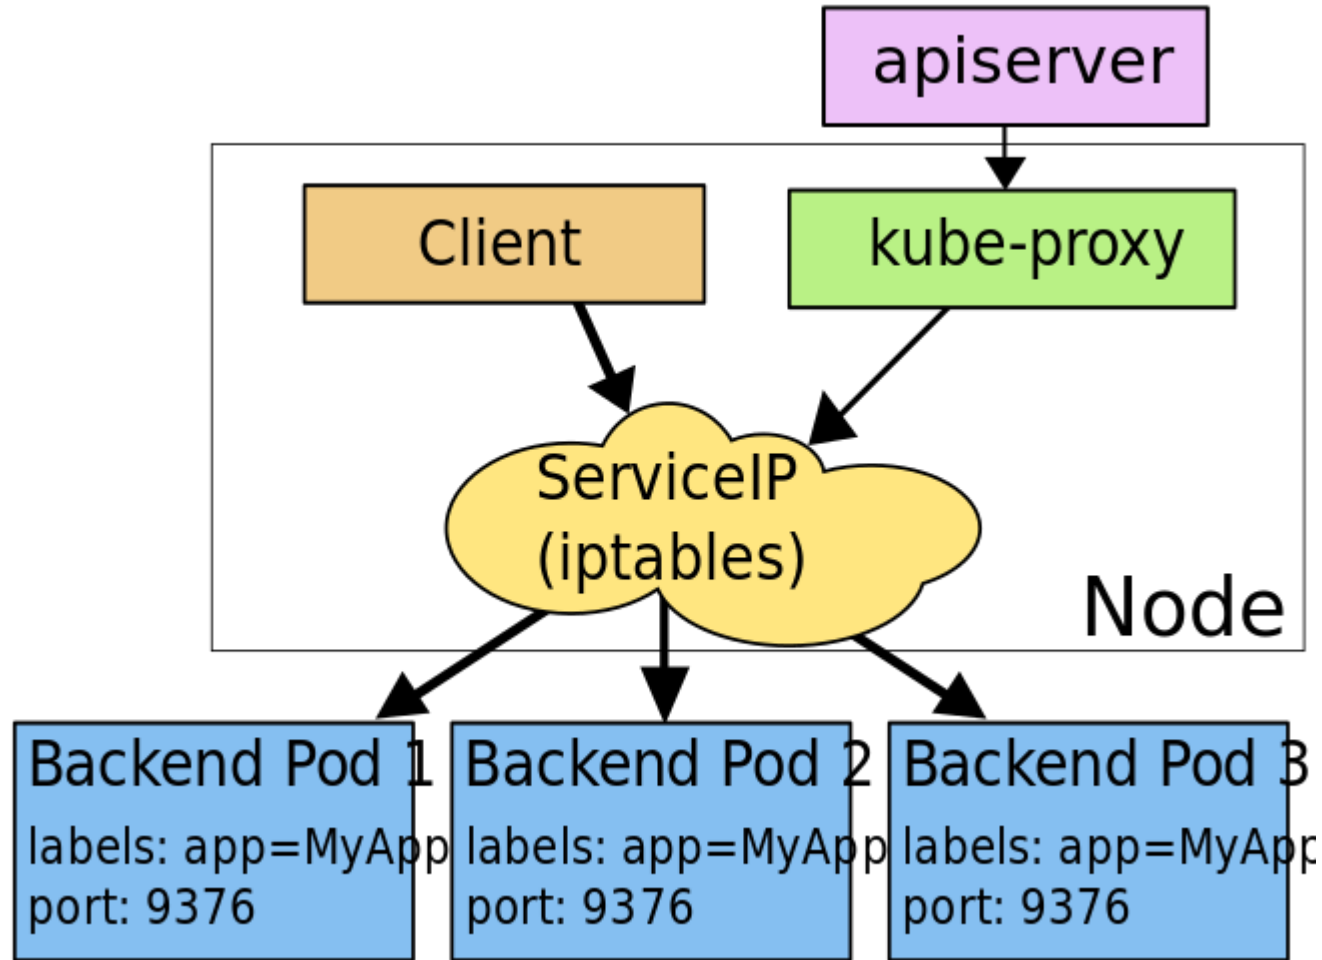 apiserver
Client
kube-proxy
ServiceIP
(iptables)
Node
Backend Pod 1
labels: app=MyApp
port: 9376
Backend Pod 2
labels: app=MyApp
port: 9376
Backend Pod 3
labels: app=MyApp
port: 9376